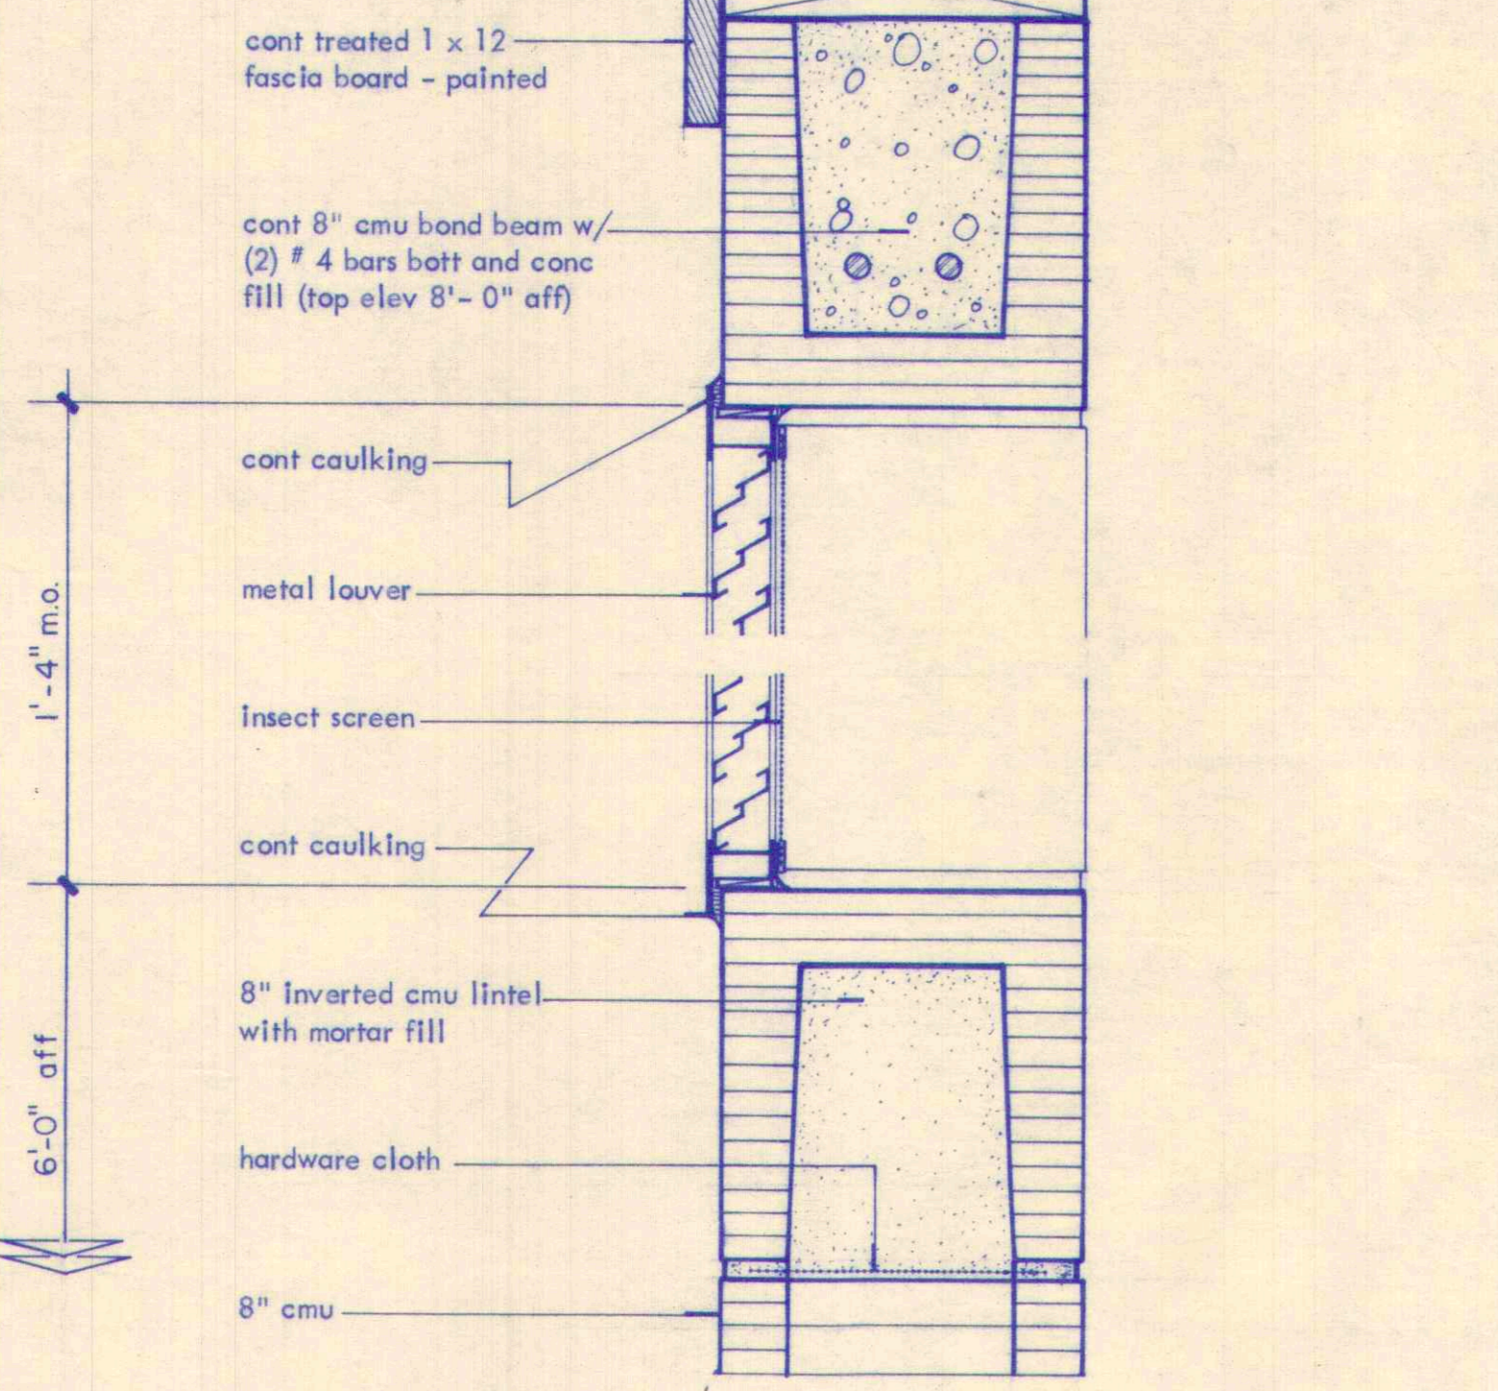 cont treated 1 x 12
fascia board - painted
cont 8" cmu bond beam w/
(2) # 4 bars bott and conc
fill (top elev 8'- 0" aff)
cont caulking
metal louver
1'-4" m.o.
insect screen
cont caulking
8" inverted cmu lintel
with mortar fill
6'-0" aff
hardware cloth
8" cmu